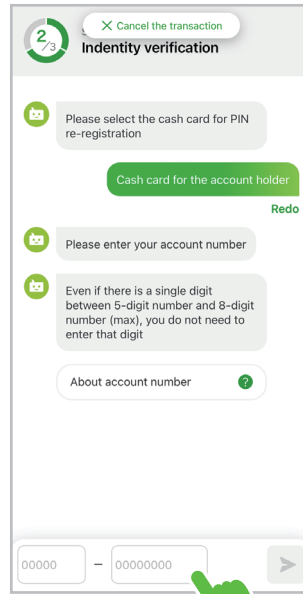 2/3
× Cancel the transaction
Indentity verification
Please select the cash card for PIN
re-registration
Cash card for the account holder
Redo
Please enter your account number
Even if there is a single digit
between 5-digit number and 8-digit
number (max), you do not need to
enter that digit
About account number ?
00000 – 00000000